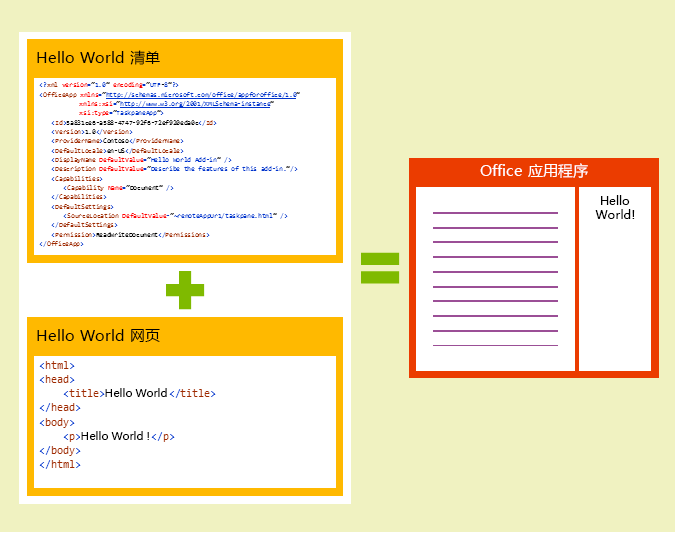 Hello World 清单
<?xml version="1.0" encoding="UTF-8"?>
<OfficeApp xmlns="http://schemas.microsoft.com/office/appforoffice/1.0"
xmlns:xsi="http://www.w3.org/2001/XMLSchema-instance"
xsi:type="TaskpaneApp">
<Version>1.0</Version>
<ProviderName>Contoso</ProviderName>
<DefaultLocale>en-US</DefaultLocale>
<DisplayName DefaultValue="Hello World Add-in" />
<Description DefaultValue="Describe the features of this add-in."/>
<Capabilities>
<Capability Name="Document" />
</Capabilities>
<DefaultSettings>
<SourceLocation DefaultValue="~remoteAppUrl/taskpane.html" />
</DefaultSettings>
<Permission>ReadWriteDocument</Permissions>
</OfficeApp>
Hello World 网页
<html>
<head>
<title>Hello World</title>
</head>
<body>
<p>Hello World !</p>
</body>
</html>
Office 应用程序
Hello
World!